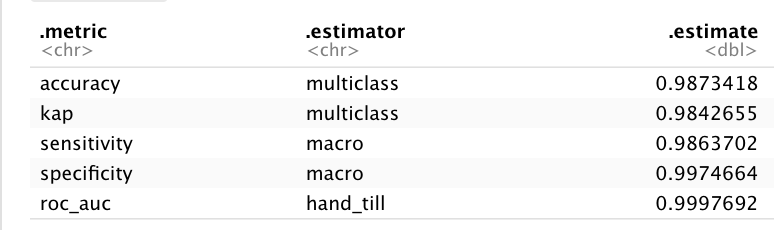 .metric .estimator .estimate
<chr> <chr> <dbl>
accuracy multiclass 0.9873418
kap multiclass 0.9842655
sensitivity macro 0.9863702
specificity macro 0.9974664
roc_auc hand_till 0.9997692